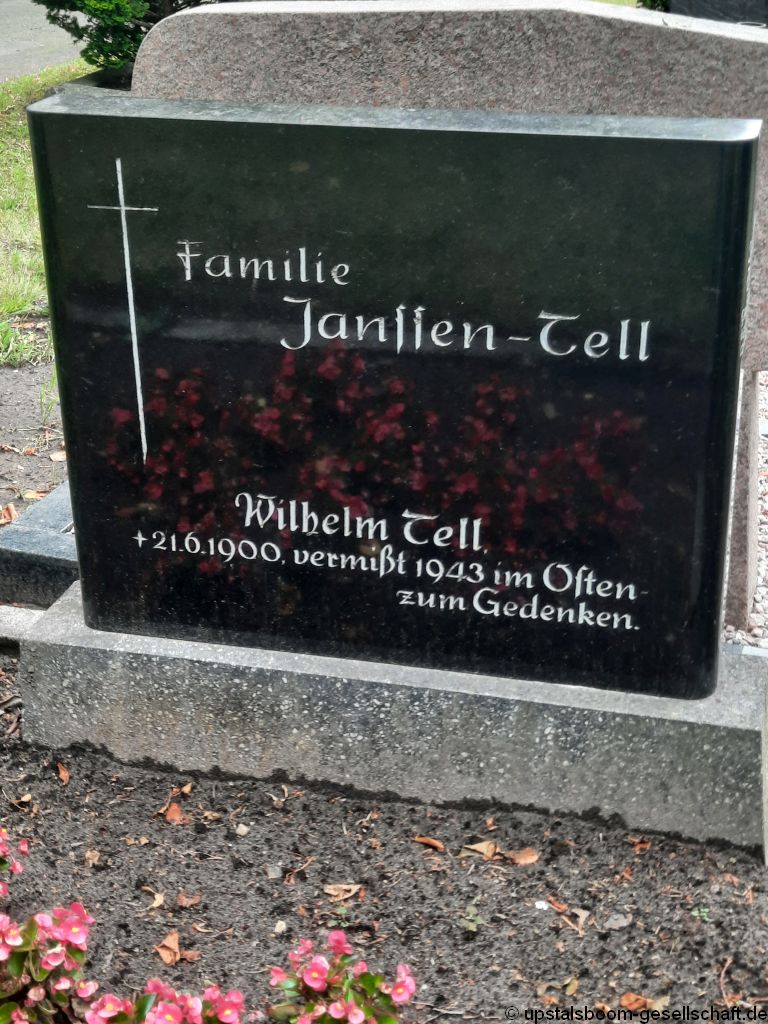 Familie
Janſſen-Tell
Wilhelm Tell,
+21.6.1900, vermißt 1943 im Oſten-
zum Gedenken.
© upstalsboom-gesellschaft.de